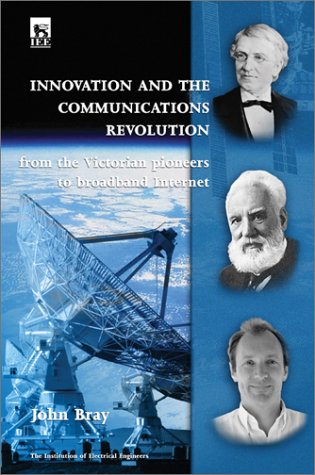 IEE
INNOVATION AND THE
COMMUNICATIONS
REVOLUTION
from the Victorian pioneers
to broadband Internet
John Bray
The Institution of Electrical Engineers